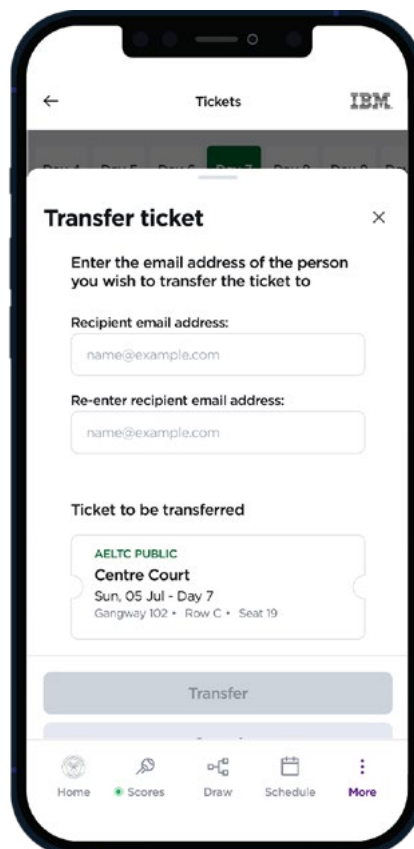 Tickets
IBM
Day 7
Transfer ticket
Enter the email address of the person
you wish to transfer the ticket to
Recipient email address:
name@example.com
Re-enter recipient email address:
name@example.com
Ticket to be transferred
AELTC PUBLIC
Centre Court
Sun, 05 Jul - Day 7
Gangway 102 • Row C • Seat 19
Transfer
Home
Scores
Draw
Schedule
More